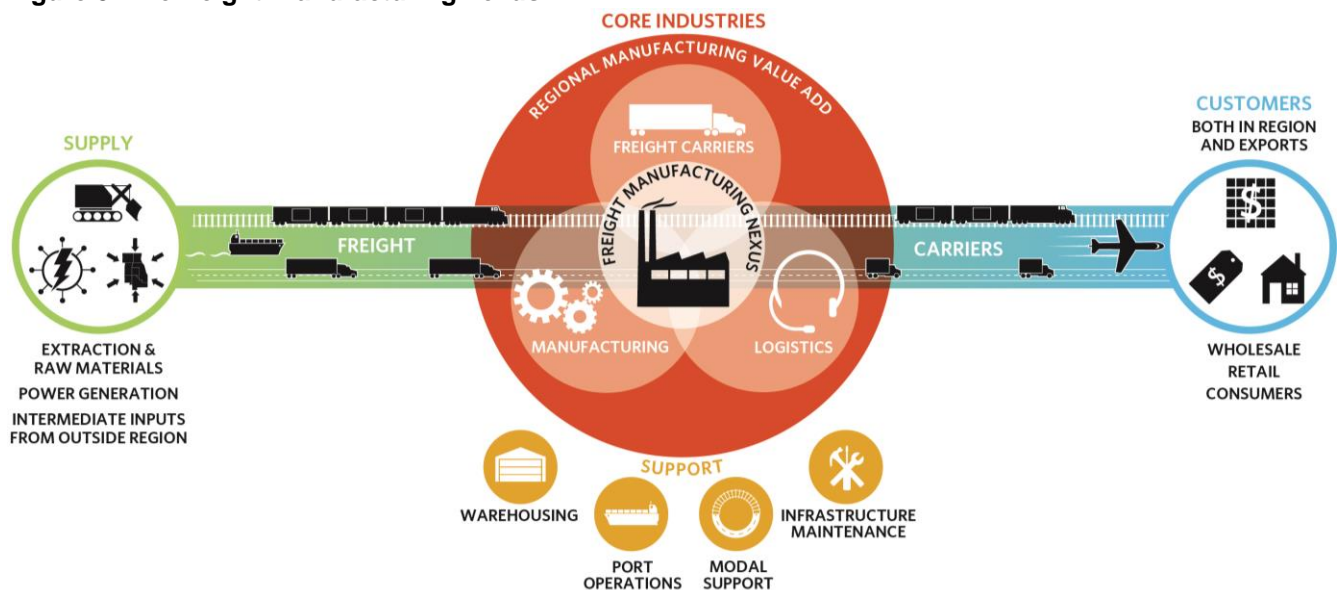 CORE INDUSTRIES
REGIONAL MANUFACTURING VALUE ADD
FREIGHT CARRIERS
FREIGHT MANUFACTURING NEXUS
MANUFACTURING
LOGISTICS
SUPPLY
FREIGHT
CARRIERS
EXTRACTION &
RAW MATERIALS
POWER GENERATION
INTERMEDIATE INPUTS
FROM OUTSIDE REGION
CUSTOMERS
BOTH IN REGION
AND EXPORTS
$
$
WHOLESALE
RETAIL
CONSUMERS
SUPPORT
WAREHOUSING
PORT
OPERATIONS
MODAL
SUPPORT
INFRASTRUCTURE
MAINTENANCE